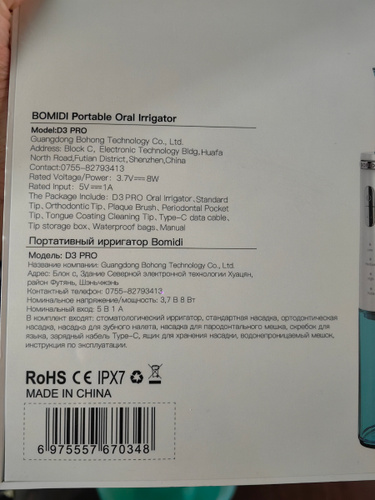 BOMIDI Portable Oral Irrigator
Model:D3 PRO
Guangdong Bohong Technology Co., Ltd.
Address: Block C, Electronic Technology Bldg, Huafa
North Road,Futian District,Shenzhen,China
Contact:0755-82793413
Rated Voltage/Power: 3.7V⎓8W
Rated Input: 5V⎓1A
The Package Include: D3 PRO Oral Irrigator,Standard
Tip, Orthodontic Tip, Plaque Brush, Periodontal Pocket
Tip, Tongue Coating Cleaning Tip, Type-C data cable,
Tip storage box, Waterproof bags, Manual
Портативный ирригатор Bomidi
Модель: D3 PRO
Название компании: Guangdong Bohong Technology Co., Ltd
Адрес: Блок с, Здание Северной электронной технологии Хуацян,
район Футянь, Шэньчжэнь
Контактный телефон: 0755-82793413
Номинальное напряжение/мощность: 3,7 В 8 Вт
Номинальный вход: 5 В 1 А
В комплект входят: стоматологический ирригатор, стандартная насадка, ортодонтическая
насадка, насадка для зубного налета, насадка для пародонтального мешка, скребок для
языка, зарядный кабель Type-C, ящик для хранения насадки, водонепроницаемый мешок,
инструкция по эксплуатации.
RoHS CE IPX7
MADE IN CHINA
6 975557 670348